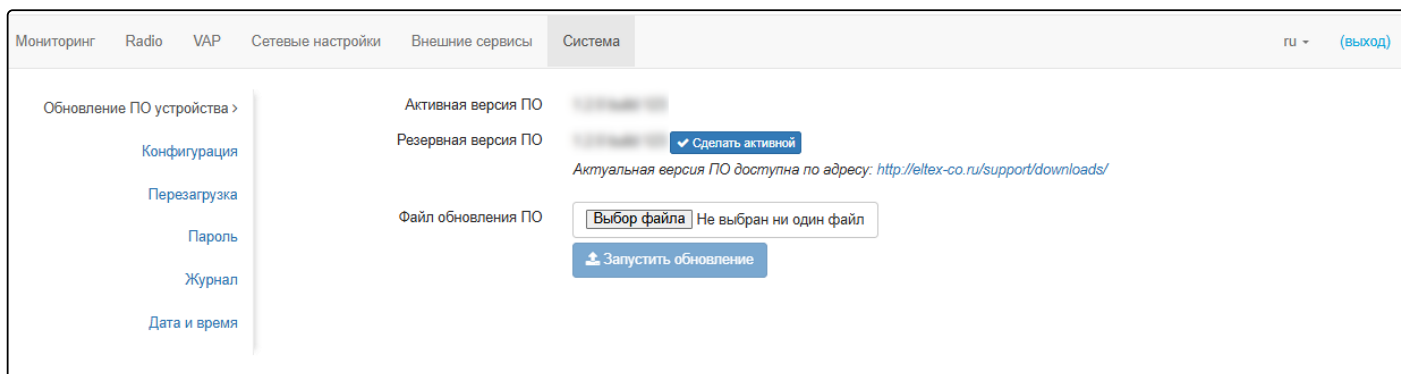 Мониторинг Radio VAP Сетевые настройки Внешние сервисы Система ru (выход)
Обновление ПО устройства >
Конфигурация
Перезагрузка
Пароль
Журнал
Дата и время
Активная версия ПО
Резервная версия ПО Сделать активной
Актуальная версия ПО доступна по адресу: http://eltex-co.ru/support/downloads/
Файл обновления ПО Выбор файла Не выбран ни один файл
Запустить обновление